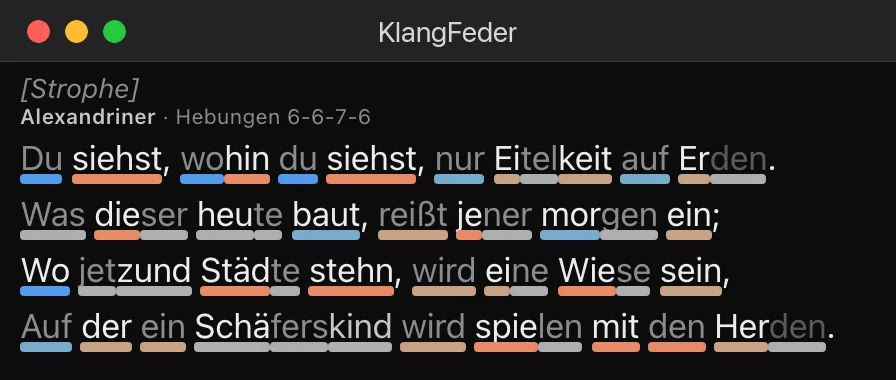 KlangFeder
[Strophe]
Alexandriner · Hebungen 6-6-7-6
Du siehst, wohin du siehst, nur Eitelkeit auf Erden.
Was dieser heute baut, reißt jener morgen ein;
Wo jetzund Städte stehn, wird eine Wiese sein,
Auf der ein Schäferskind wird spielen mit den Herden.